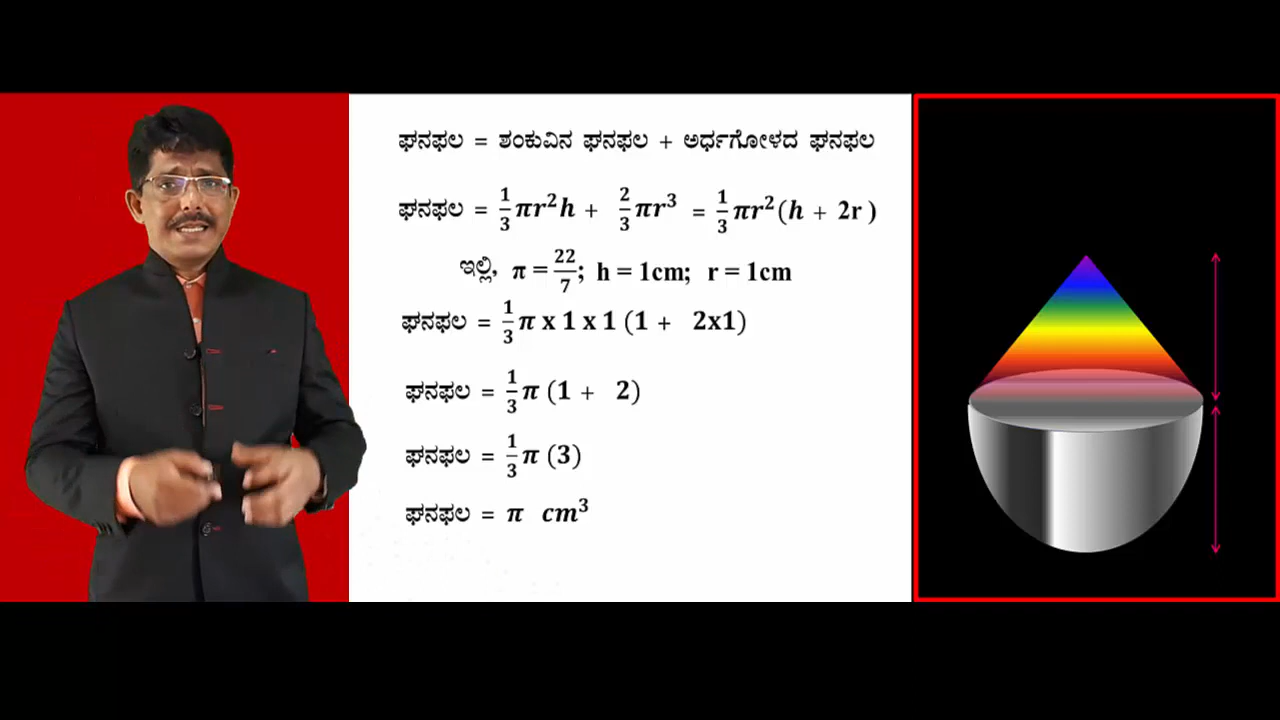 ಘನಫಲ = ಶಂಕುವಿನ ಘನಫಲ + ಅರ್ಧಗೋಳದ ಘನಫಲ
ಘನಫಲ = 1/3 πr²h + 2/3 πr³ = 1/3 πr²(h + 2r )
ಇಲ್ಲಿ, π = 22/7; h = 1cm; r = 1cm
ಘನಫಲ = 1/3 π x 1 x 1 (1 + 2x1)
ಘನಫಲ = 1/3 π (1 + 2)
ಘನಫಲ = 1/3 π (3)
ಘನಫಲ = π cm³